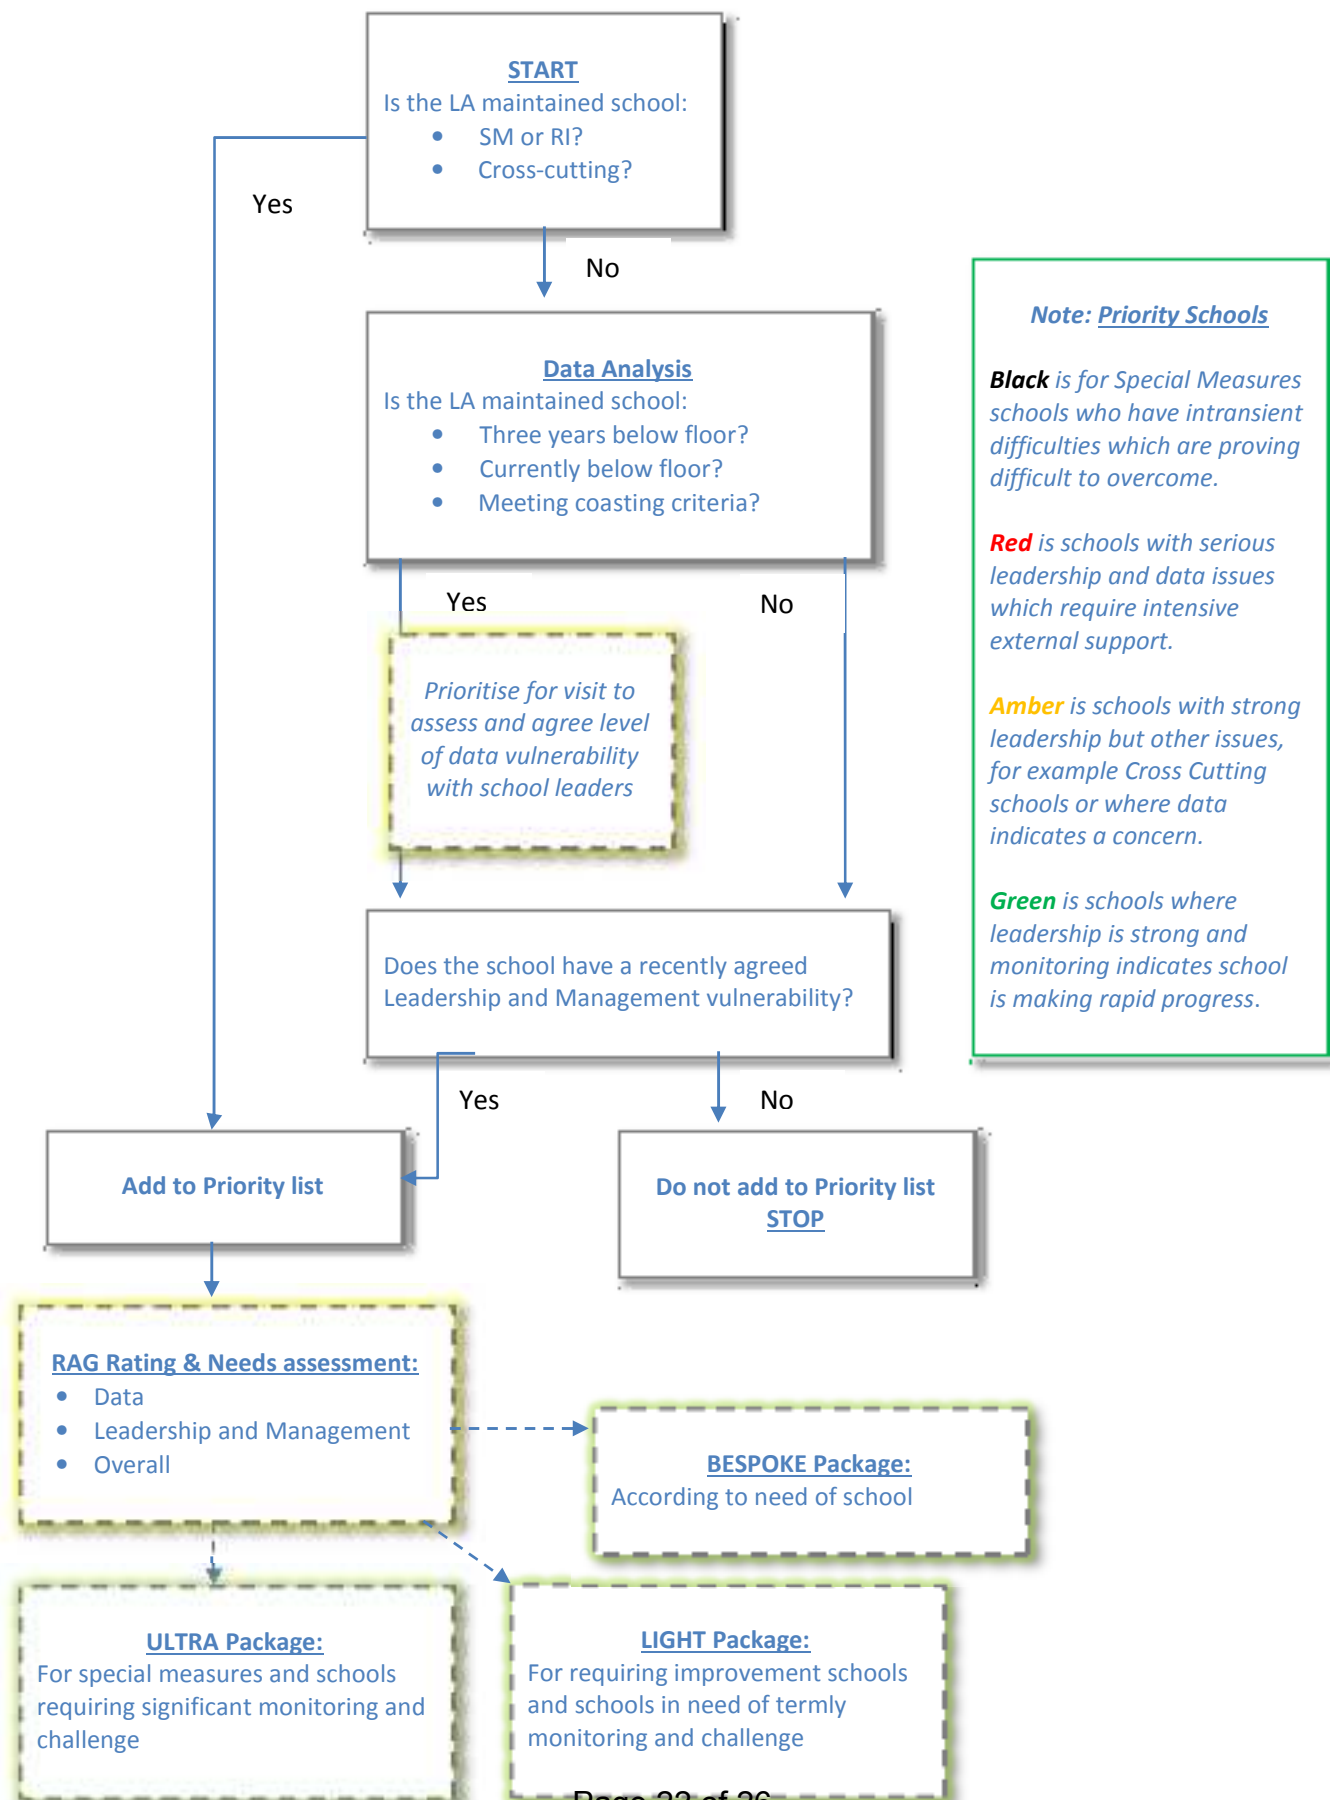 START
Is the LA maintained school:
• SM or RI?
• Cross-cutting?
Yes
No
Data Analysis
Is the LA maintained school:
• Three years below floor?
• Currently below floor?
• Meeting coasting criteria?
Yes
No
Prioritise for visit to
assess and agree level
of data vulnerability
with school leaders
Does the school have a recently agreed
Leadership and Management vulnerability?
Yes
No
Add to Priority list
Do not add to Priority list
STOP
RAG Rating & Needs assessment:
• Data
• Leadership and Management
• Overall
BESPOKE Package:
According to need of school
ULTRA Package:
For special measures and schools
requiring significant monitoring and
challenge
LIGHT Package:
For requiring improvement schools
and schools in need of termly
monitoring and challenge
Note: Priority Schools
Black is for Special Measures
schools who have intransient
difficulties which are proving
difficult to overcome.
Red is schools with serious
leadership and data issues
which require intensive
external support.
Amber is schools with strong
leadership but other issues,
for example Cross Cutting
schools or where data
indicates a concern.
Green is schools where
leadership is strong and
monitoring indicates school
is making rapid progress.
Page 23 of 26